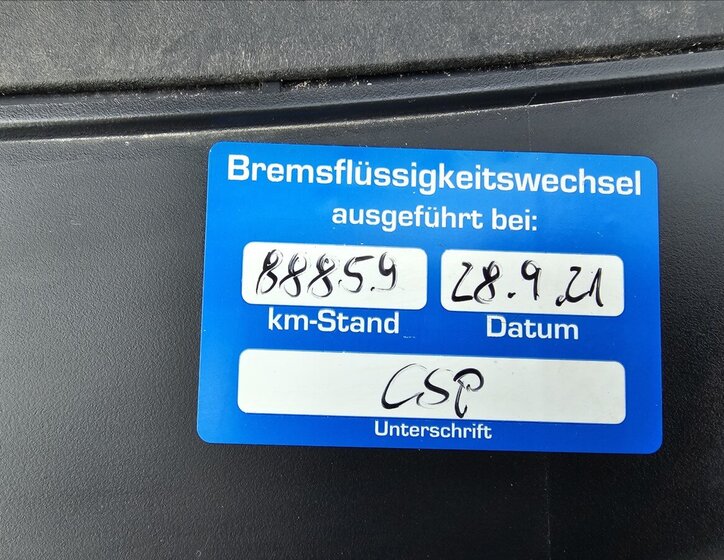 Bremsflüssigkeitswechsel
ausgeführt bei:
88859 28.9.21
km-Stand Datum
CSP
Unterschrift